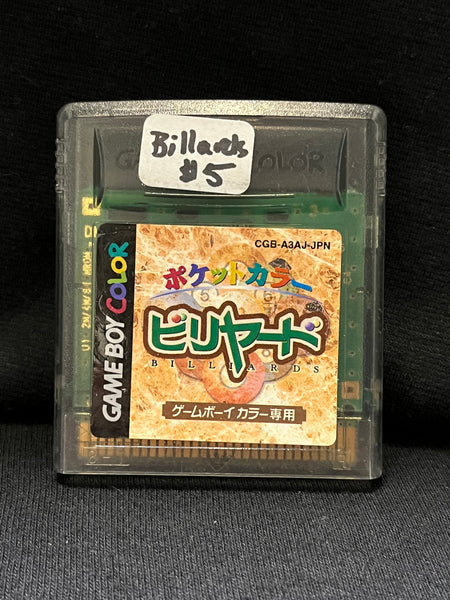 Billards
#5
GAME BOY COLOR
CGB-A3AJ-JPN
ポケットカラー
ビリヤード
BILLIARDS
ゲームボーイカラー専用
GAME BOY COLOR